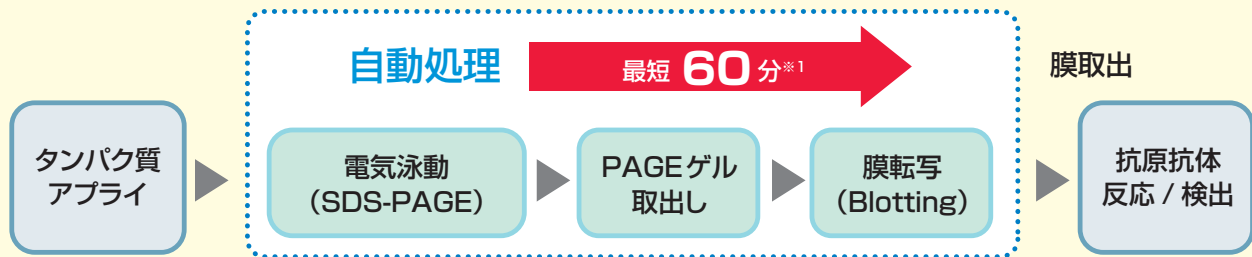 自動処理
最短 60 分※1
膜取出
タンパク質
アプライ
電気泳動
（SDS-PAGE）
PAGEゲル
取出し
膜転写
（Blotting）
抗原抗体
反応 / 検出